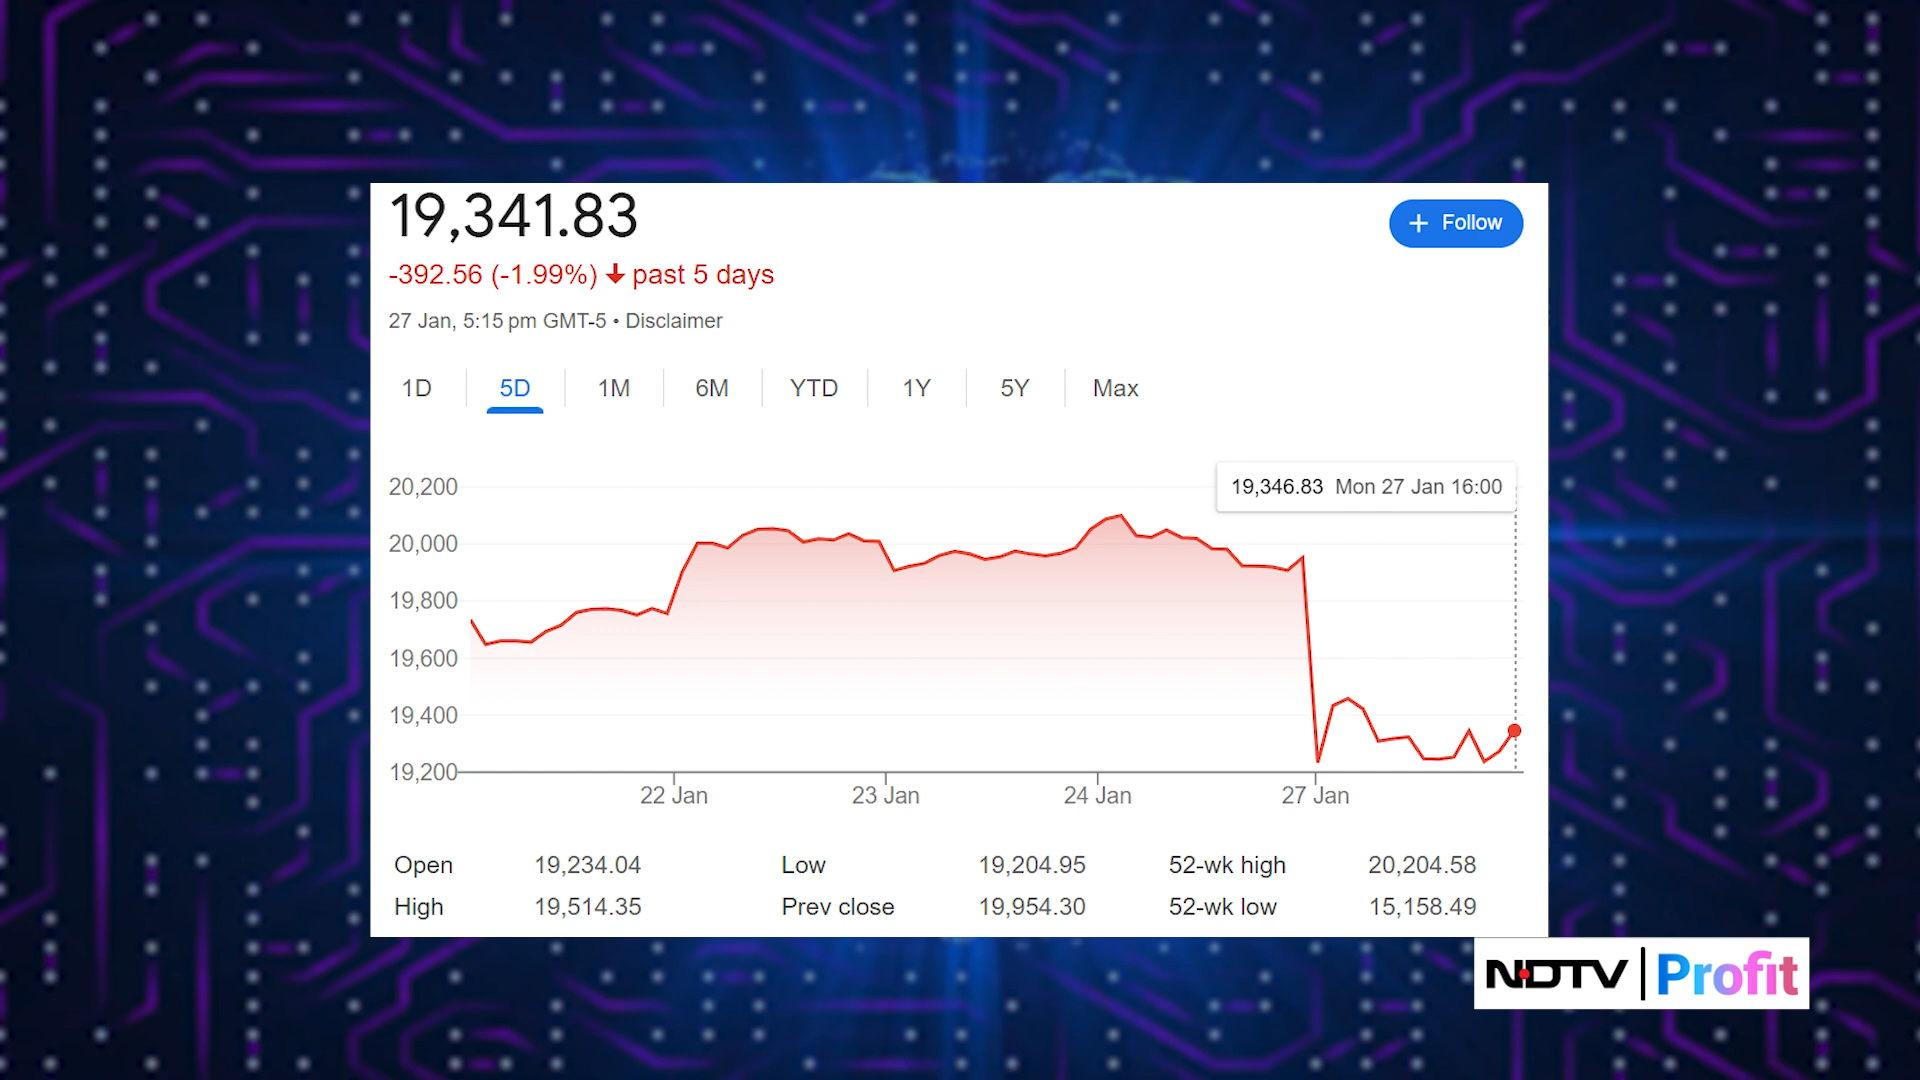 19,341.83
+ Follow
-392.56 (-1.99%) ↓ past 5 days
27 Jan, 5:15 pm GMT-5 • Disclaimer
1D 5D 1M 6M YTD 1Y 5Y Max
19,346.83 Mon 27 Jan 16:00
20,200
20,000
19,800
19,600
19,400
19,200
22 Jan 23 Jan 24 Jan 27 Jan
Open 19,234.04 Low 19,204.95 52-wk high 20,204.58
High 19,514.35 Prev close 19,954.30 52-wk low 15,158.49
NDTV | Profit